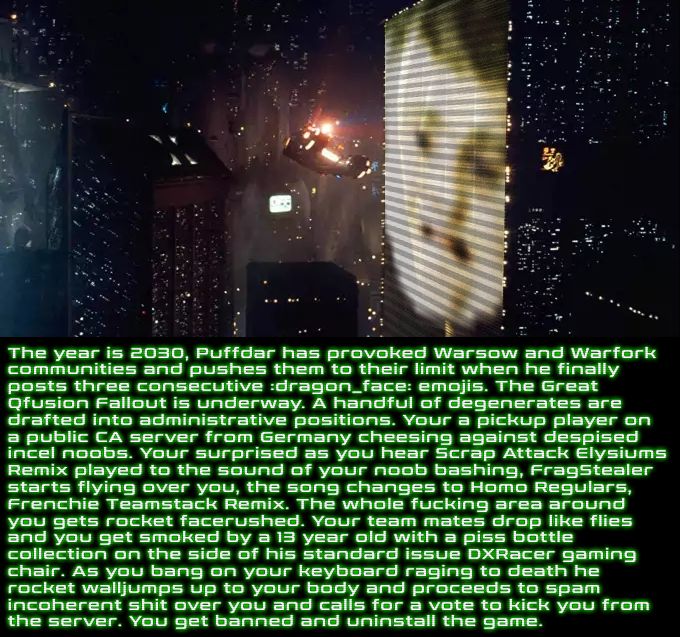 The year is 2030, Puffdar has provoked Warsow and Warfork
communities and pushes them to their limit when he finally
posts three consecutive :dragon_face: emojis. The Great
Qfusion Fallout is underway. A handful of degenerates are
drafted into administrative positions. Your a pickup player on
a public CA server from Germany cheesing against despised
incel noobs. Your surprised as you hear Scrap Attack Elysiums
Remix played to the sound of your noob bashing, FragStealer
starts flying over you, the song changes to Homo Regulars,
Frenchie Teamstack Remix. The whole fucking area around
you gets rocket facerushed. Your team mates drop like flies
and you get smoked by a 13 year old with a piss bottle
collection on the side of his standard issue DXRacer gaming
chair. As you bang on your keyboard raging to death he
rocket walljumps up to your body and proceeds to spam
incoherent shit over you and calls for a vote to kick you from
the server. You get banned and uninstall the game.